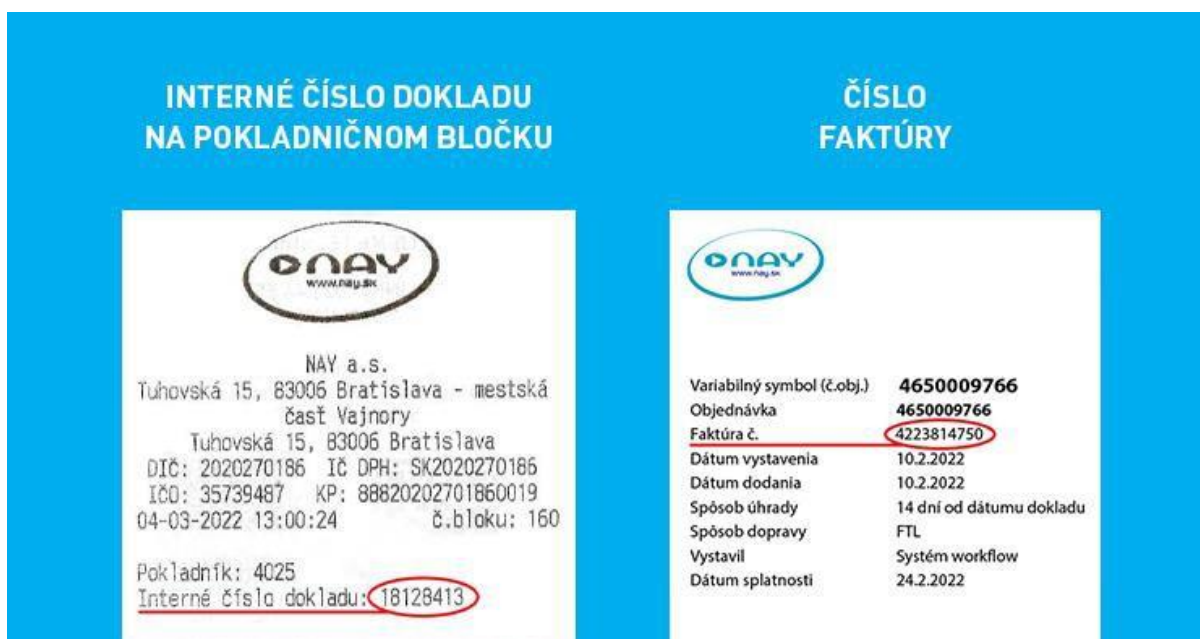 INTERNÉ ČÍSLO DOKLADU
NA POKLADNIČNOM BLOČKU
NAY
www.nay.sk
NAY a.s.
Tuhovská 15, 83006 Bratislava - mestská
časť Vajnory
Tuhovská 15, 83006 Bratislava
DIČ: 2020270186 IČ DPH: SK2020270186
IČO: 35739487 KP: 88820202701860019
04-03-2022 13:00:24 č.bloku: 160
Pokladník: 4025
Interné číslo dokladu: 18128413
ČÍSLO
FAKTÚRY
NAY
www.nay.sk
Variabilný symbol (č.obj.) 4650009766
Objednávka 4650009766
Faktúra č. 4223814750
Dátum vystavenia 10.2.2022
Dátum dodania 10.2.2022
Spôsob úhrady 14 dní od dátumu dokladu
Spôsob dopravy FTL
Vystavil Systém workflow
Dátum splatnosti 24.2.2022